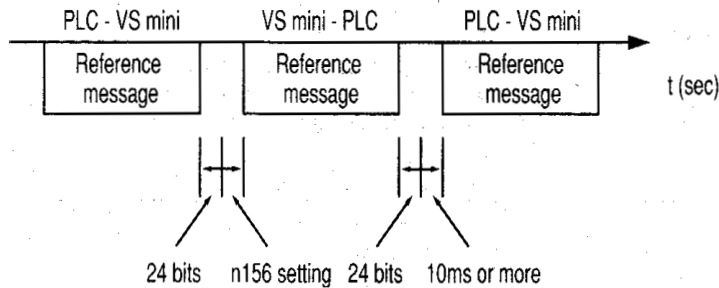 PLC - VS mini VS mini - PLC PLC - VS mini
Reference message
Reference message
Reference message
t (sec)
24 bits n156 setting 24 bits 10ms or more